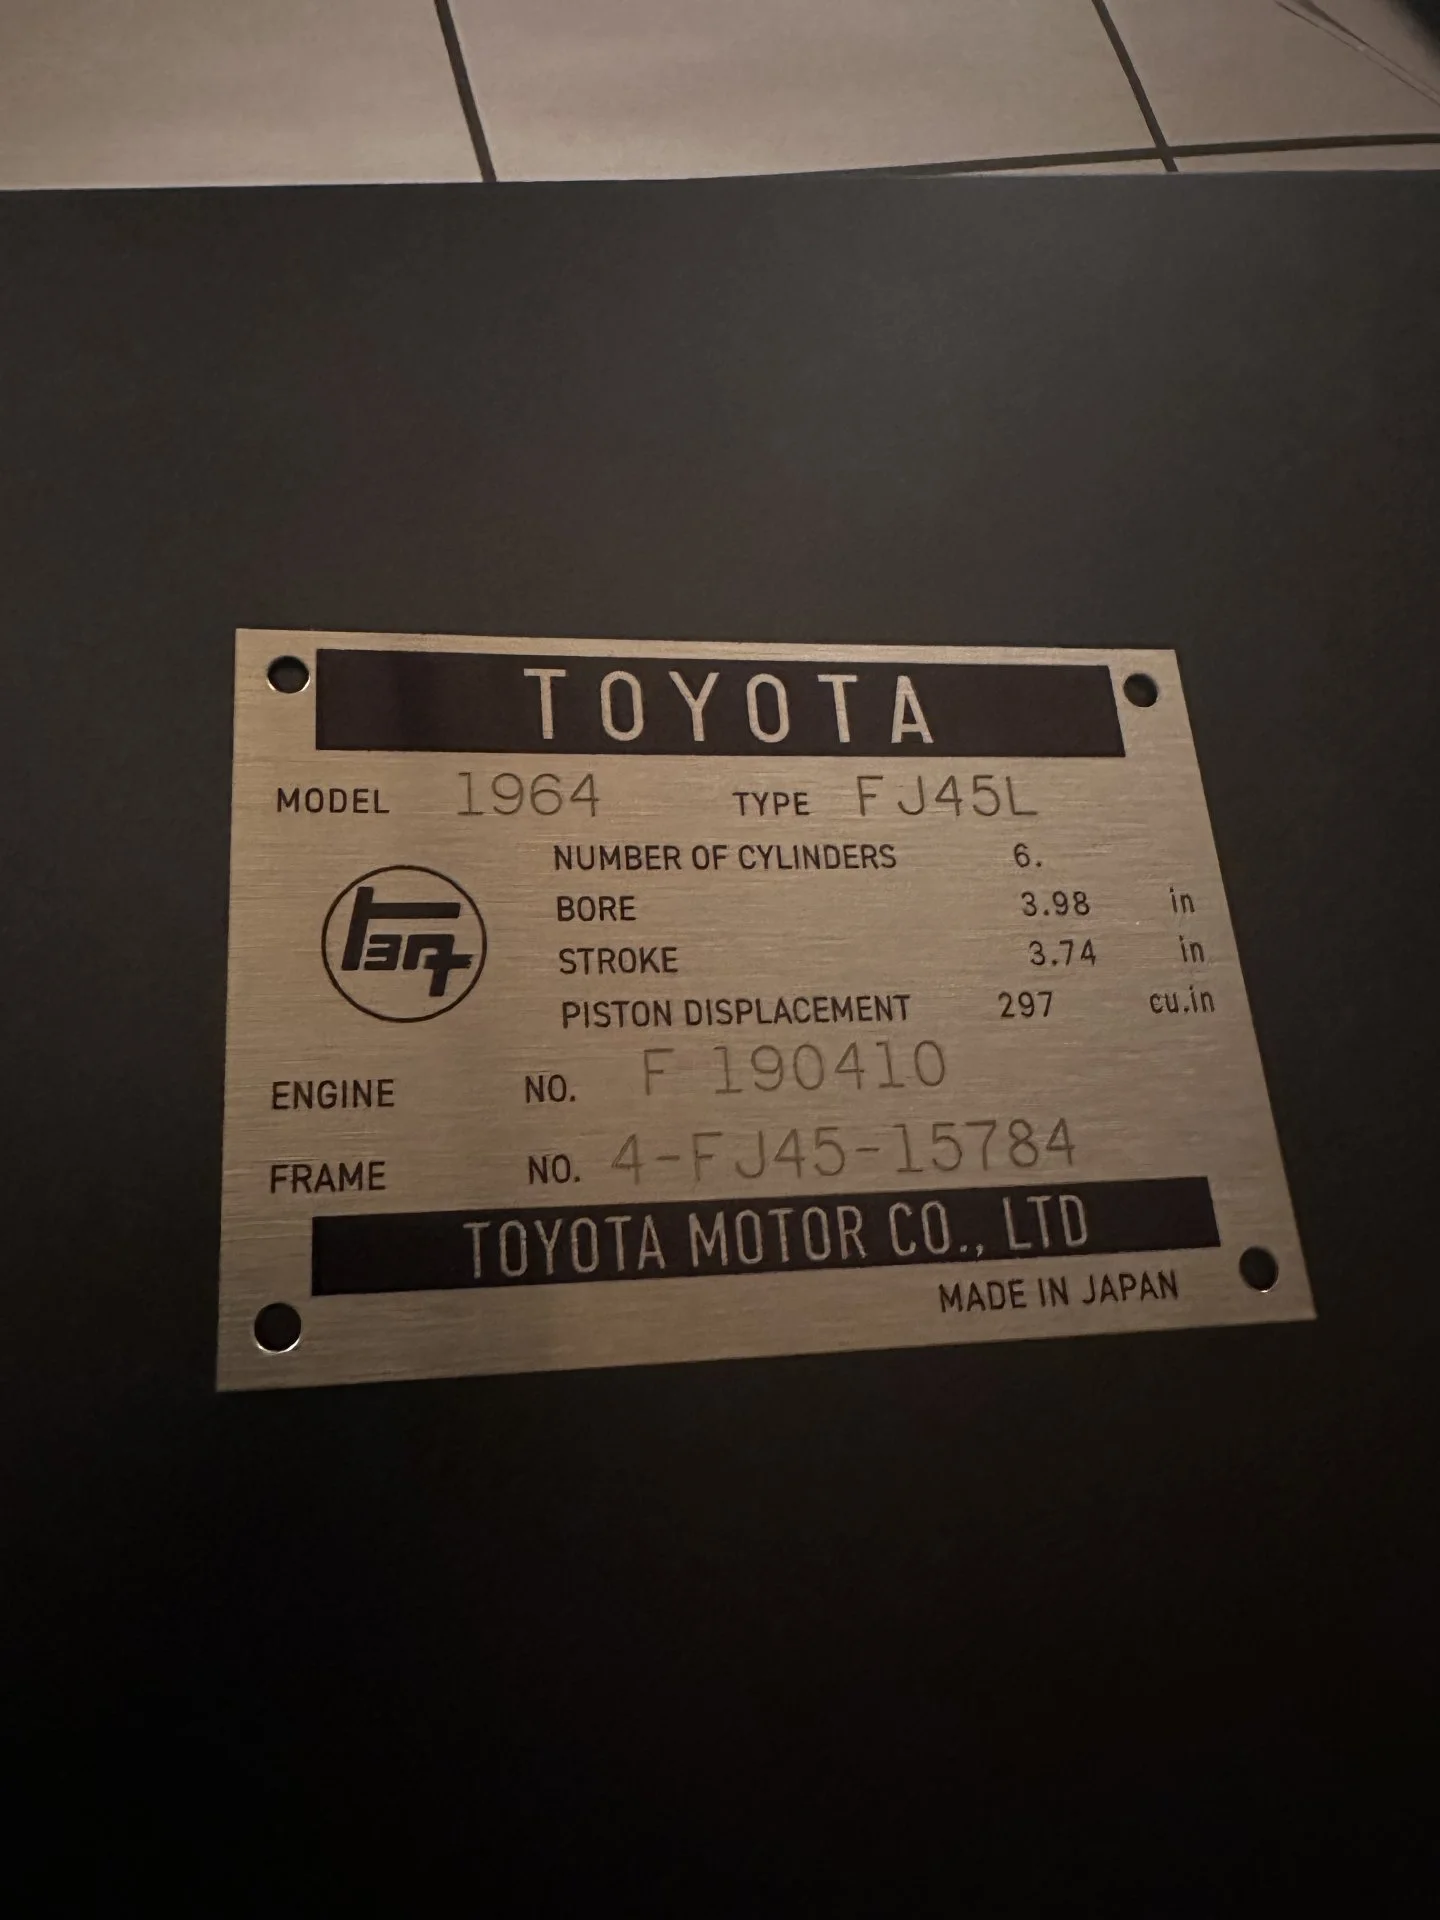 TOYOTA
MODEL 1964 TYPE FJ45L
NUMBER OF CYLINDERS 6.
BORE 3.98 in
STROKE 3.74 in
PISTON DISPLACEMENT 297 cu.in
ENGINE NO. F 190410
FRAME NO. 4-FJ45-15784
TOYOTA MOTOR CO., LTD
MADE IN JAPAN